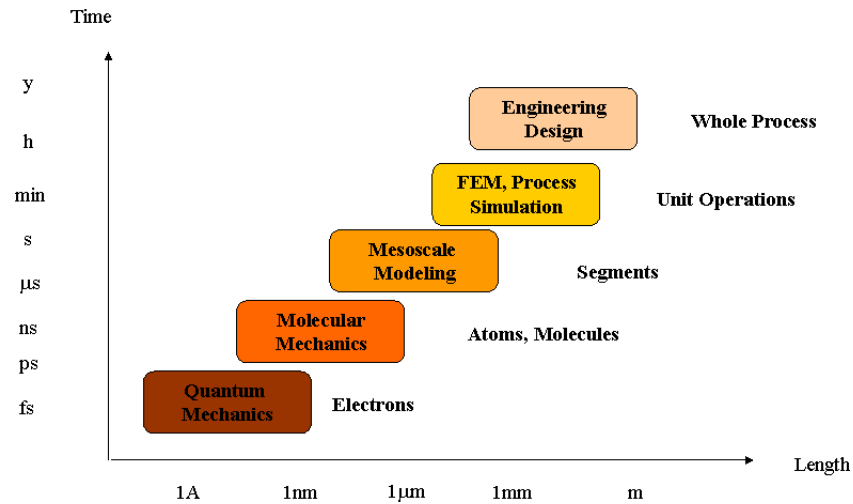 Time
y
Engineering
Design
Whole Process
h
FEM, Process
Simulation
min
Unit Operations
s
Mesoscale
Modeling
Segments
μs
Molecular
Mechanics
ns
Atoms, Molecules
ps
Quantum
Mechanics
Electrons
fs
Length
1A 1nm 1μm 1mm m